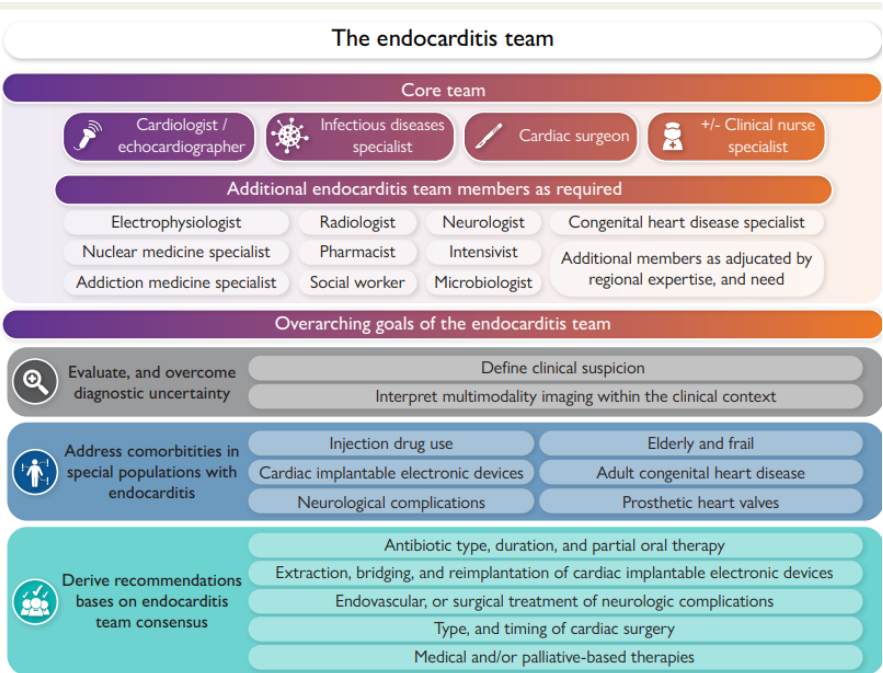 The endocarditis team
Core team
Cardiologist /
echocardiographer
Infectious diseases
specialist
Cardiac surgeon
+/- Clinical nurse
specialist
Additional endocarditis team members as required
Electrophysiologist
Radiologist
Neurologist
Congenital heart disease specialist
Nuclear medicine specialist
Pharmacist
Intensivist
Additional members as adjucated by
regional expertise, and need
Addiction medicine specialist
Social worker
Microbiologist
Overarching goals of the endocarditis team
Evaluate, and overcome
diagnostic uncertainty
Define clinical suspicion
Interpret multimodality imaging within the clinical context
Address comorbitities in
special populations with
endocarditis
Injection drug use
Elderly and frail
Cardiac implantable electronic devices
Adult congenital heart disease
Neurological complications
Prosthetic heart valves
Derive recommendations
bases on endocarditis
team consensus
Antibiotic type, duration, and partial oral therapy
Extraction, bridging, and reimplantation of cardiac implantable electronic devices
Endovascular, or surgical treatment of neurologic complications
Type, and timing of cardiac surgery
Medical and/or palliative-based therapies